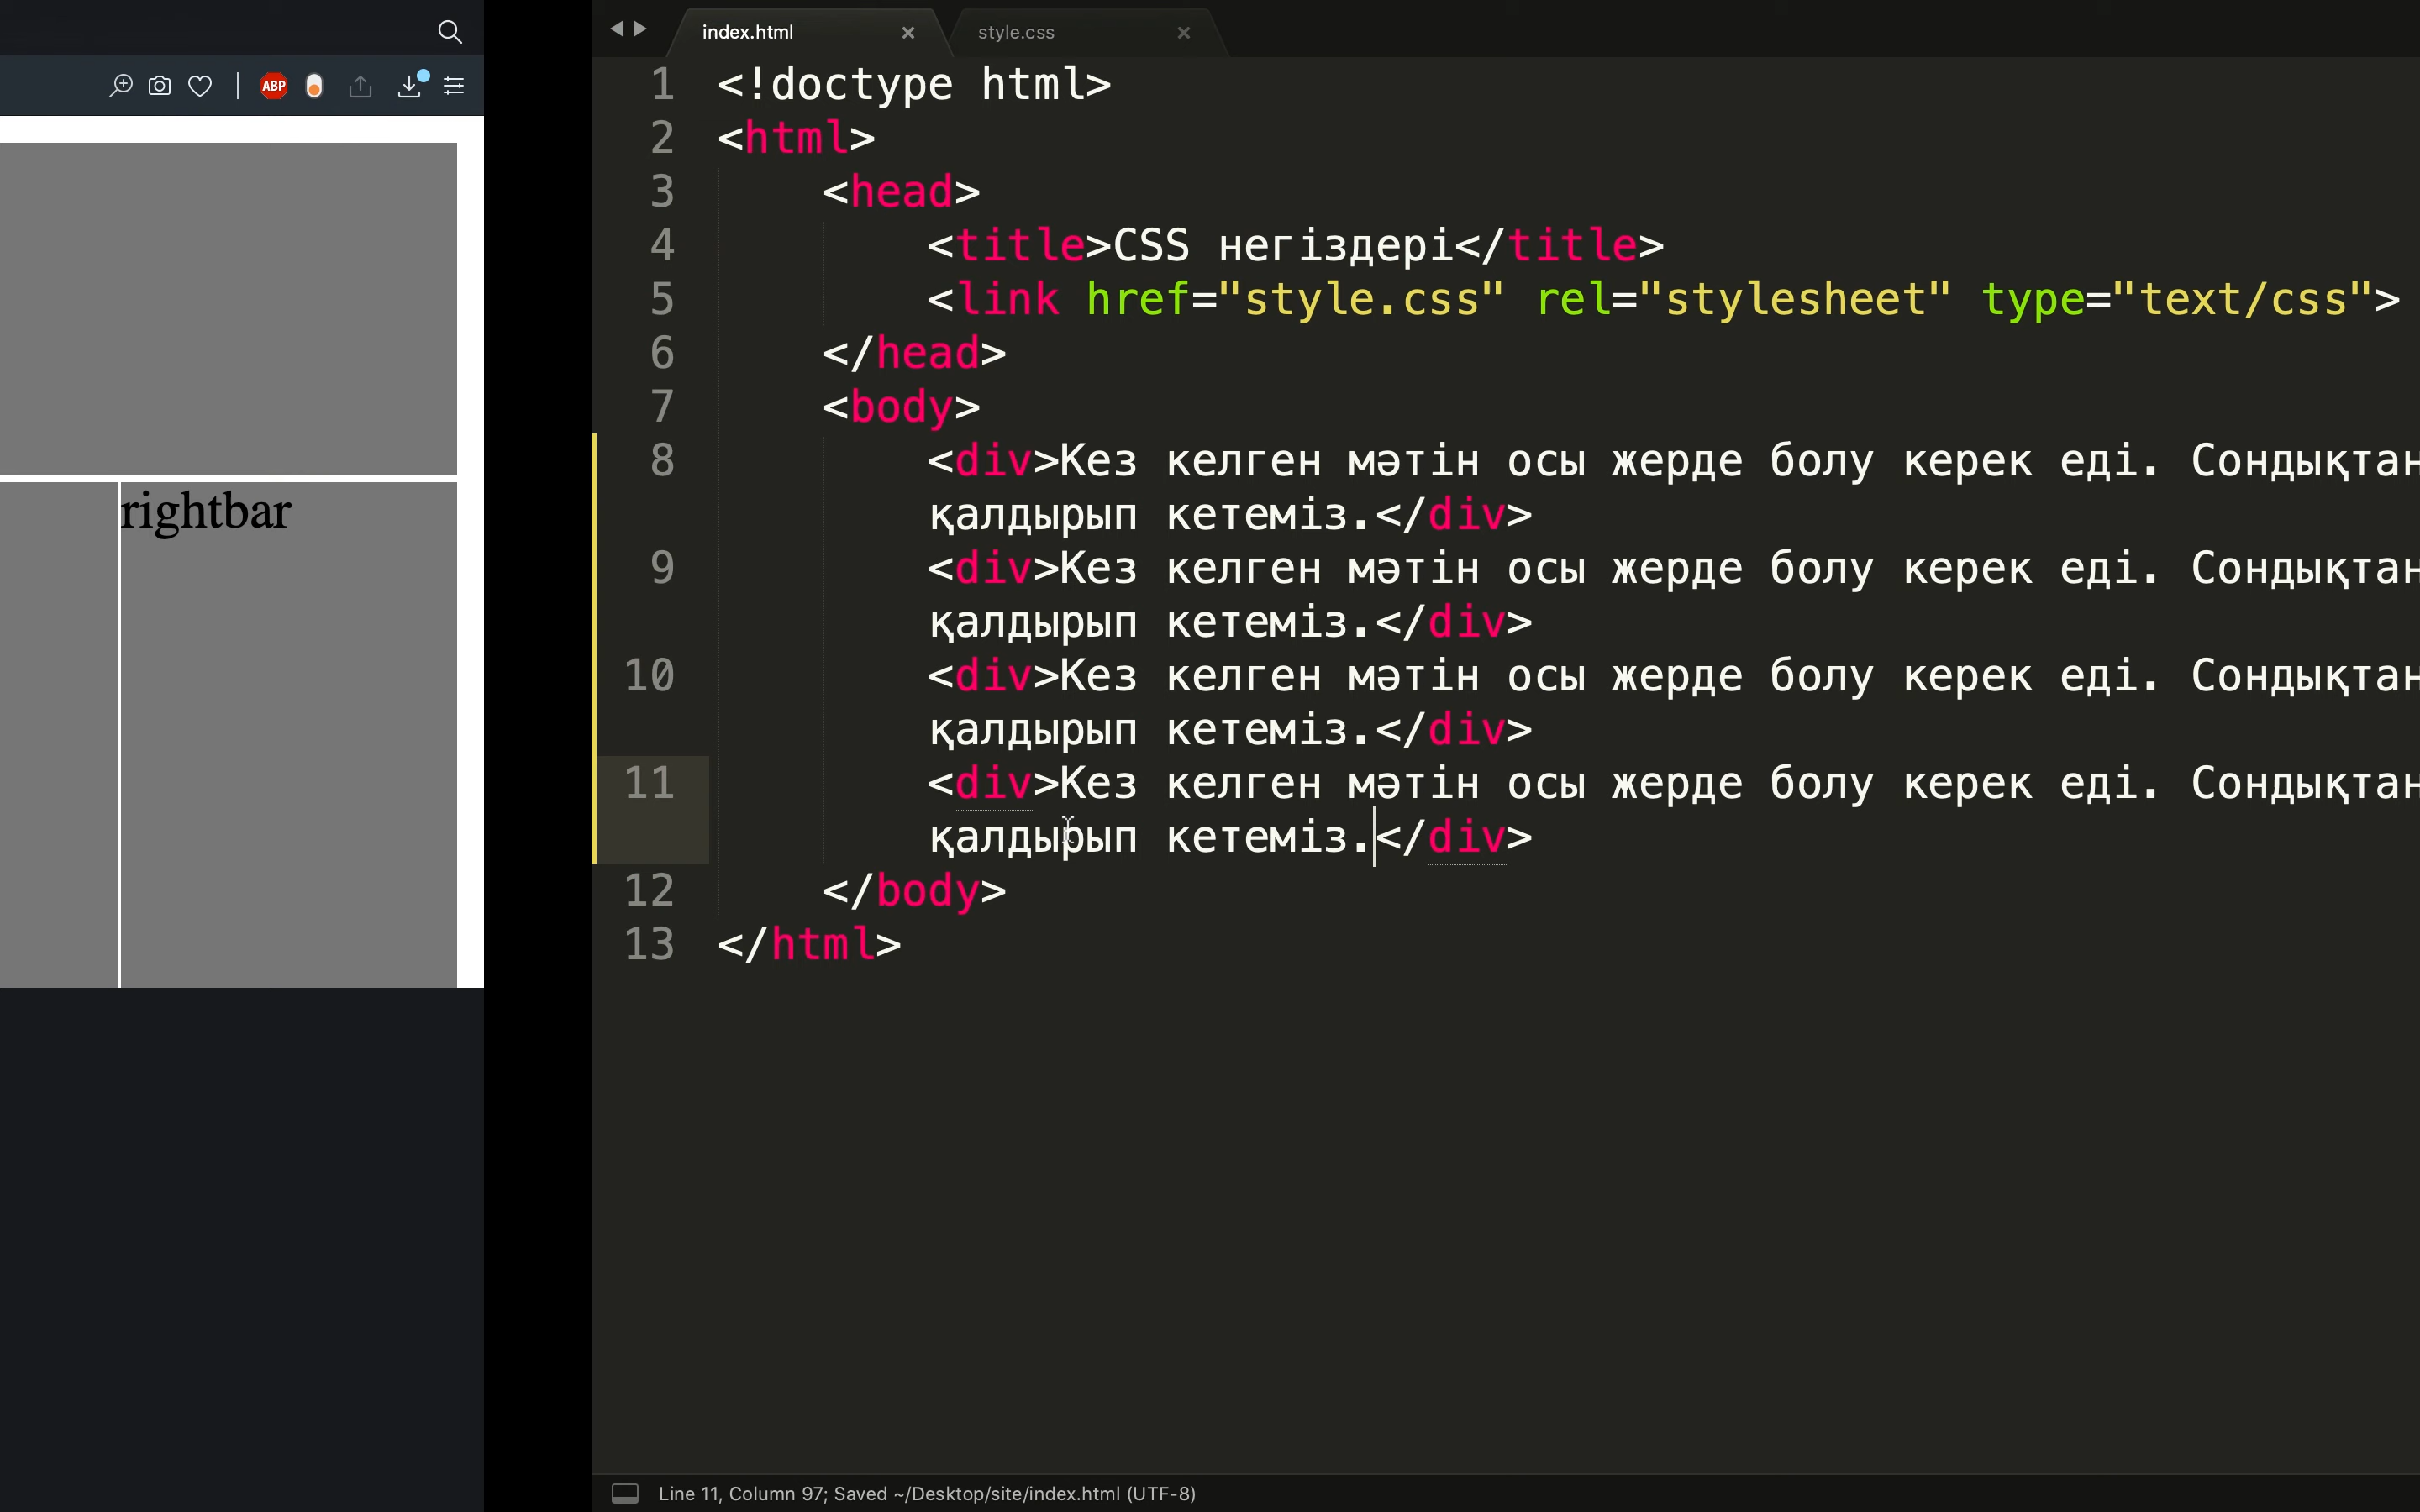 ABP
rightbar
index.html
style.css
1 <!doctype html>
2 <html>
3 <head>
4 <title>CSS негіздері</title>
5 <link href="style.css" rel="stylesheet" type="text/css">
6 </head>
7 <body>
8 <div>Кез келген мәтін осы жерде болу керек еді. Сондықтан
қалдырып кетеміз.</div>
9 <div>Кез келген мәтін осы жерде болу керек еді. Сондықтан
қалдырып кетеміз.</div>
10 <div>Кез келген мәтін осы жерде болу керек еді. Сондықтан
қалдырып кетеміз.</div>
11 <div>Кез келген мәтін осы жерде болу керек еді. Сондықтан
қалдырып кетеміз.</div>
12 </body>
13 </html>
Line 11, Column 97; Saved ~/Desktop/site/index.html (UTF-8)